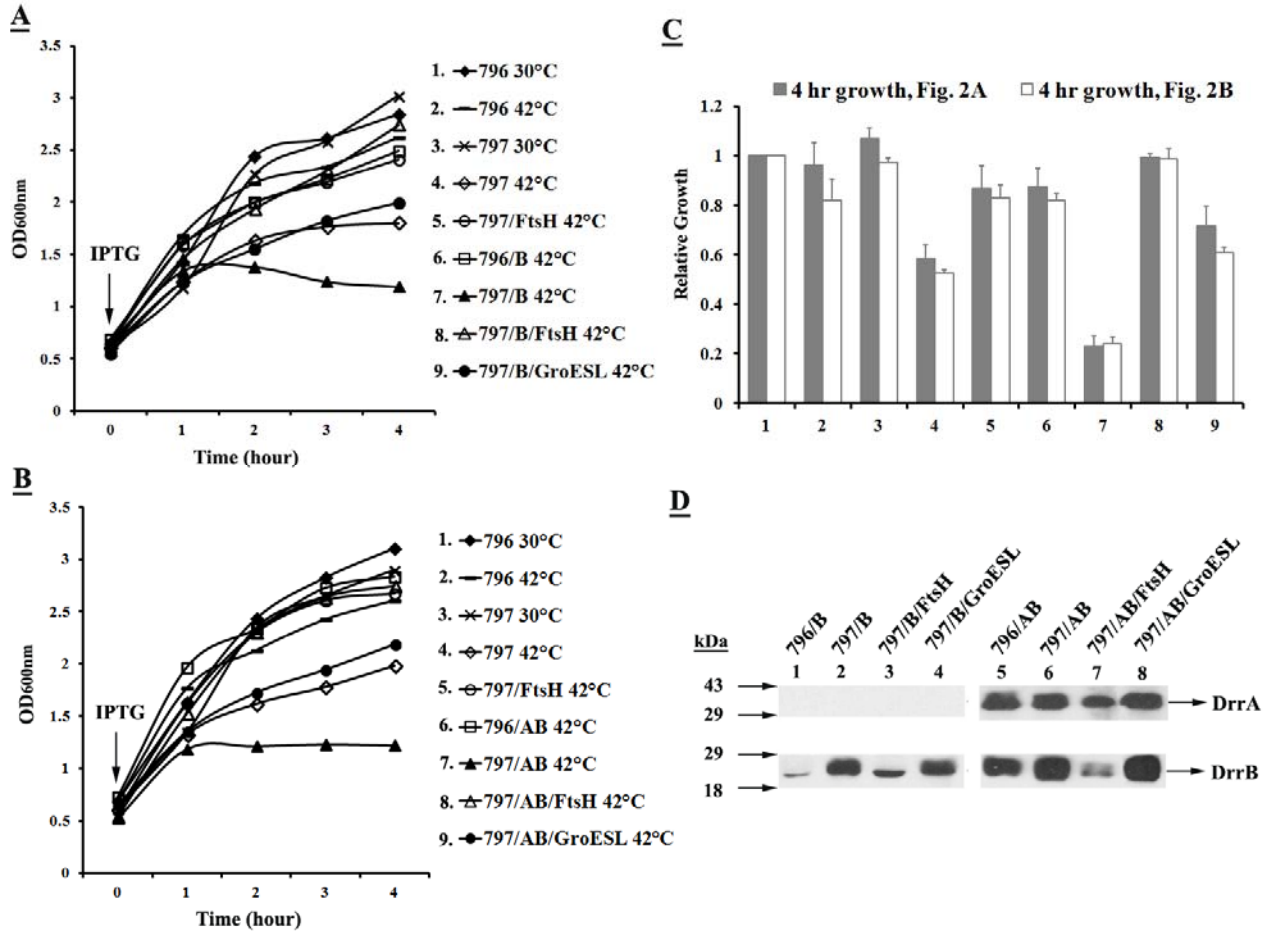 A
3.5
3
2.5
2
1.5
1
0.5
0
OD600nm
IPTG
0 1 2 3 4
Time (hour)
1. 796 30°C
2. 796 42°C
3. 797 30°C
4. 797 42°C
5. 797/FtsH 42°C
6. 796/B 42°C
7. 797/B 42°C
8. 797/B/FtsH 42°C
9. 797/B/GroESL 42°C
B
3.5
3
2.5
2
1.5
1
0.5
0
OD600nm
IPTG
0 1 2 3 4
Time (hour)
1. 796 30°C
2. 796 42°C
3. 797 30°C
4. 797 42°C
5. 797/FtsH 42°C
6. 796/AB 42°C
7. 797/AB 42°C
8. 797/AB/FtsH 42°C
9. 797/AB/GroESL 42°C
C
4 hr growth, Fig. 2A 4 hr growth, Fig. 2B
1.2
1
0.8
0.6
0.4
0.2
0
Relative Growth
1 2 3 4 5 6 7 8 9
D
796/B
797/B
797/B/FtsH
797/B/GroESL
796/AB
797/AB
797/AB/FtsH
797/AB/GroESL
kDa
1 2 3 4 5 6 7 8
43
29
DrrA
29
18
DrrB